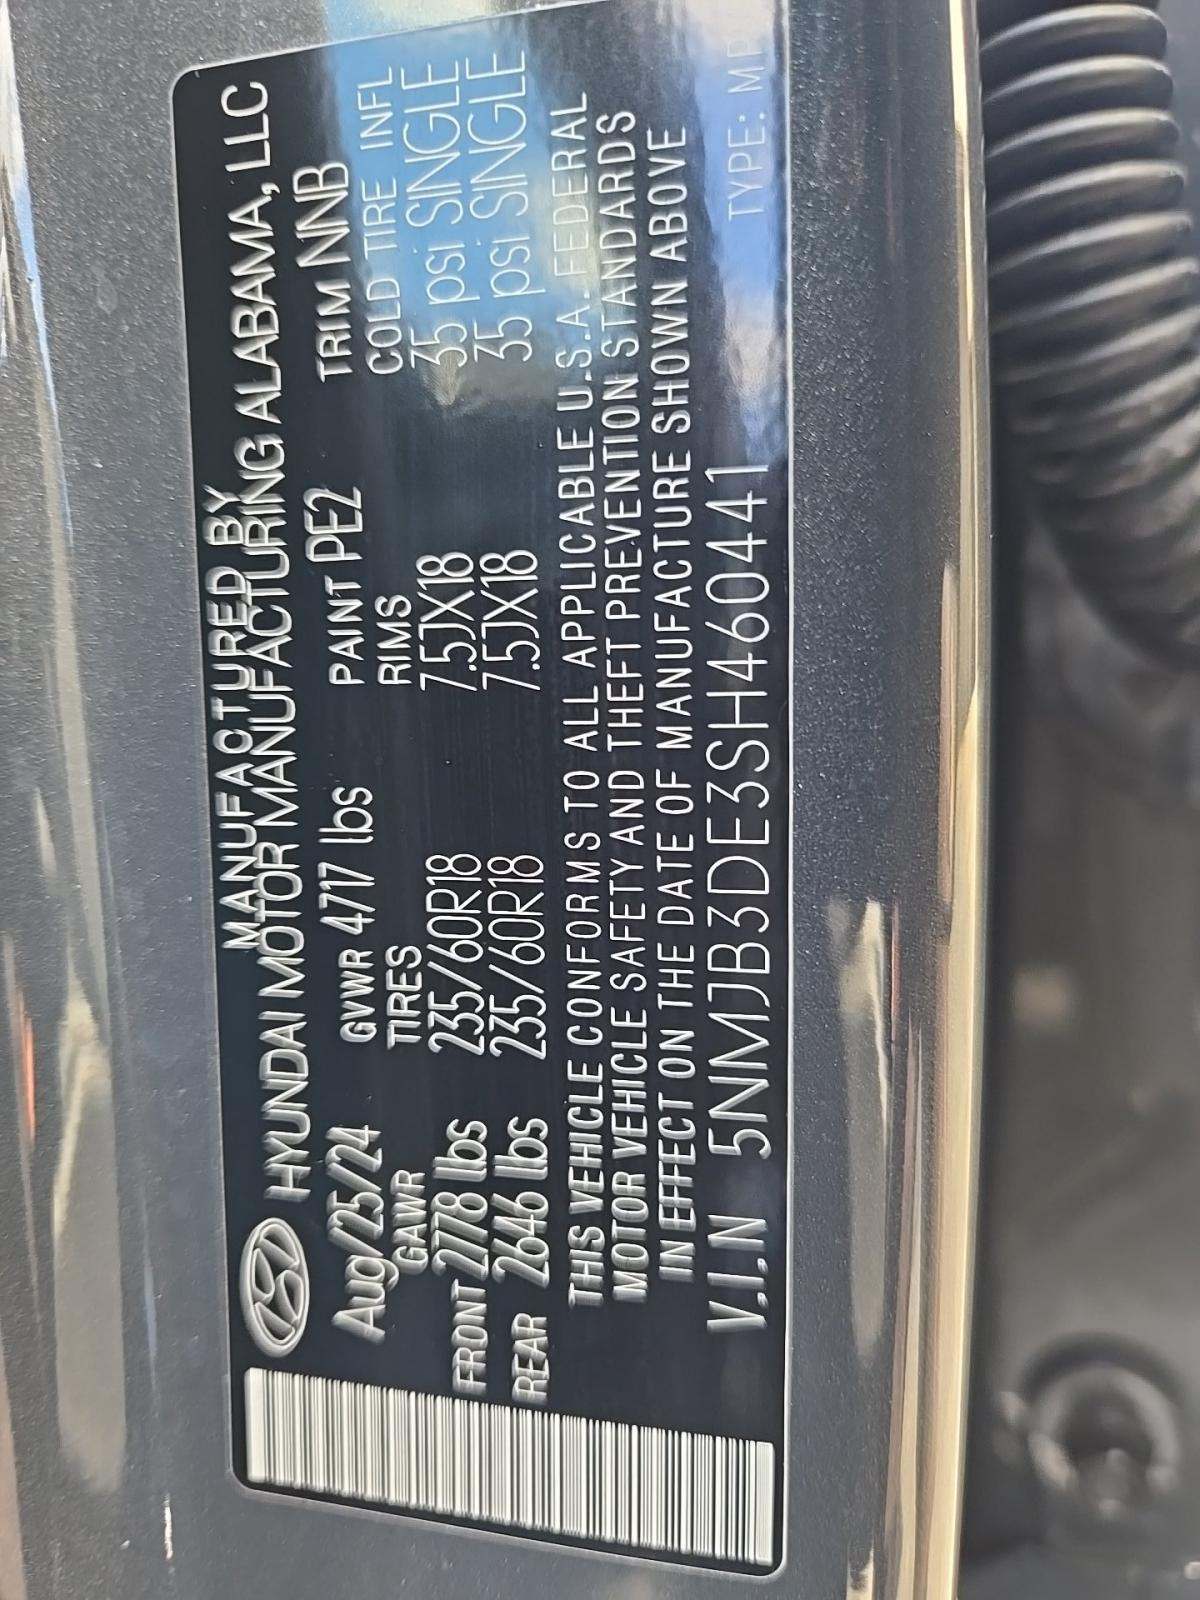 MANUFACTURED BY
HYUNDAI MOTOR MANUFACTURING ALABAMA, LLC
Aug/25/24 GVWR 4717 lbs PAINT PE2 TRIM NNB
GAWR TIRES RIMS COLD TIRE INFL
FRONT 2778 lbs 235/60R18 7.5JX18 35 psi SINGLE
REAR 2646 lbs 235/60R18 7.5JX18 35 psi SINGLE
THIS VEHICLE CONFORMS TO ALL APPLICABLE U.S.A. FEDERAL
MOTOR VEHICLE SAFETY AND THEFT PREVENTION STANDARDS
IN EFFECT ON THE DATE OF MANUFACTURE SHOWN ABOVE
V.I.N 5NMJB3DE3SH460441 TYPE: